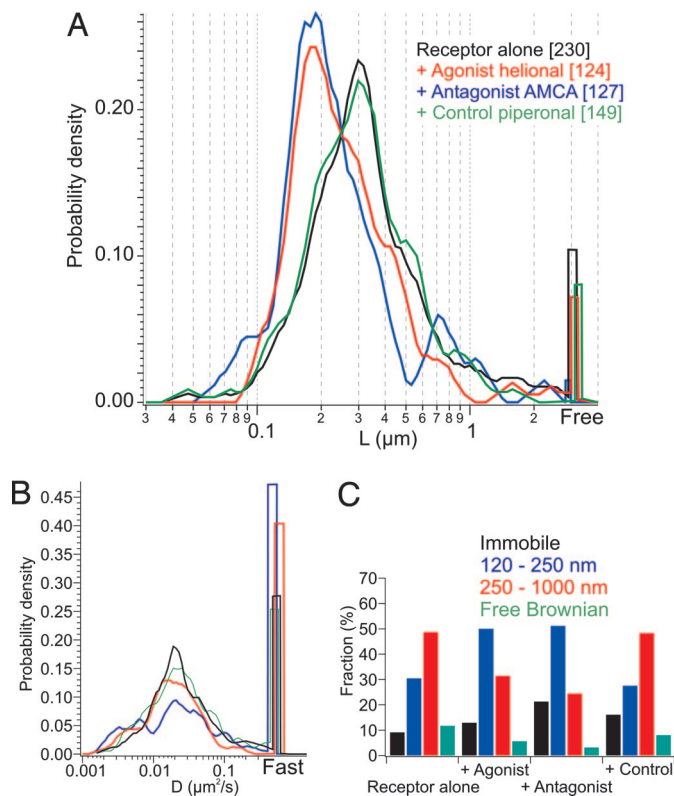 A
Receptor alone [230]
+ Agonist helional [124]
+ Antagonist AMCA [127]
+ Control piperonal [149]
Probability density
0.20
0.10
0.00
3 4 5 6 7 8 9 2 3 4 5 6 7 8 9 2
0.1 1
Free
L (µm)
B
Probability density
0.45
0.40
0.35
0.30
0.25
0.20
0.15
0.10
0.05
0.00
0.001 0.01 0.1 Fast
D (µm²/s)
C
Immobile
120 - 250 nm
250 - 1000 nm
Free Brownian
Fraction (%)
70
60
50
40
30
20
10
0
+ Agonist + Control
Receptor alone + Antagonist